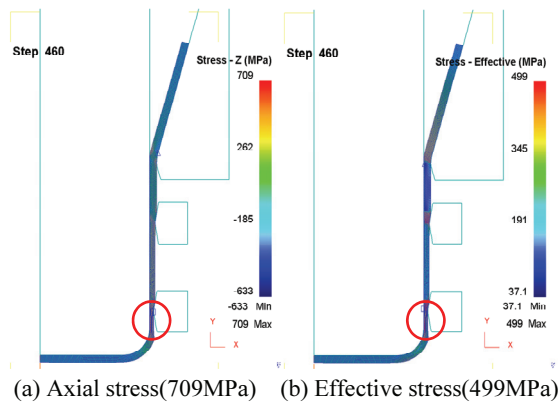 Step 460
Stress - Z (MPa)
709
262
-185
-633
-633 Min
709 Max
Y
X
(a) Axial stress(709MPa)
Step 460
Stress - Effective (MPa)
499
345
191
37.1
37.1 Min
499 Max
Y
X
(b) Effective stress(499MPa)